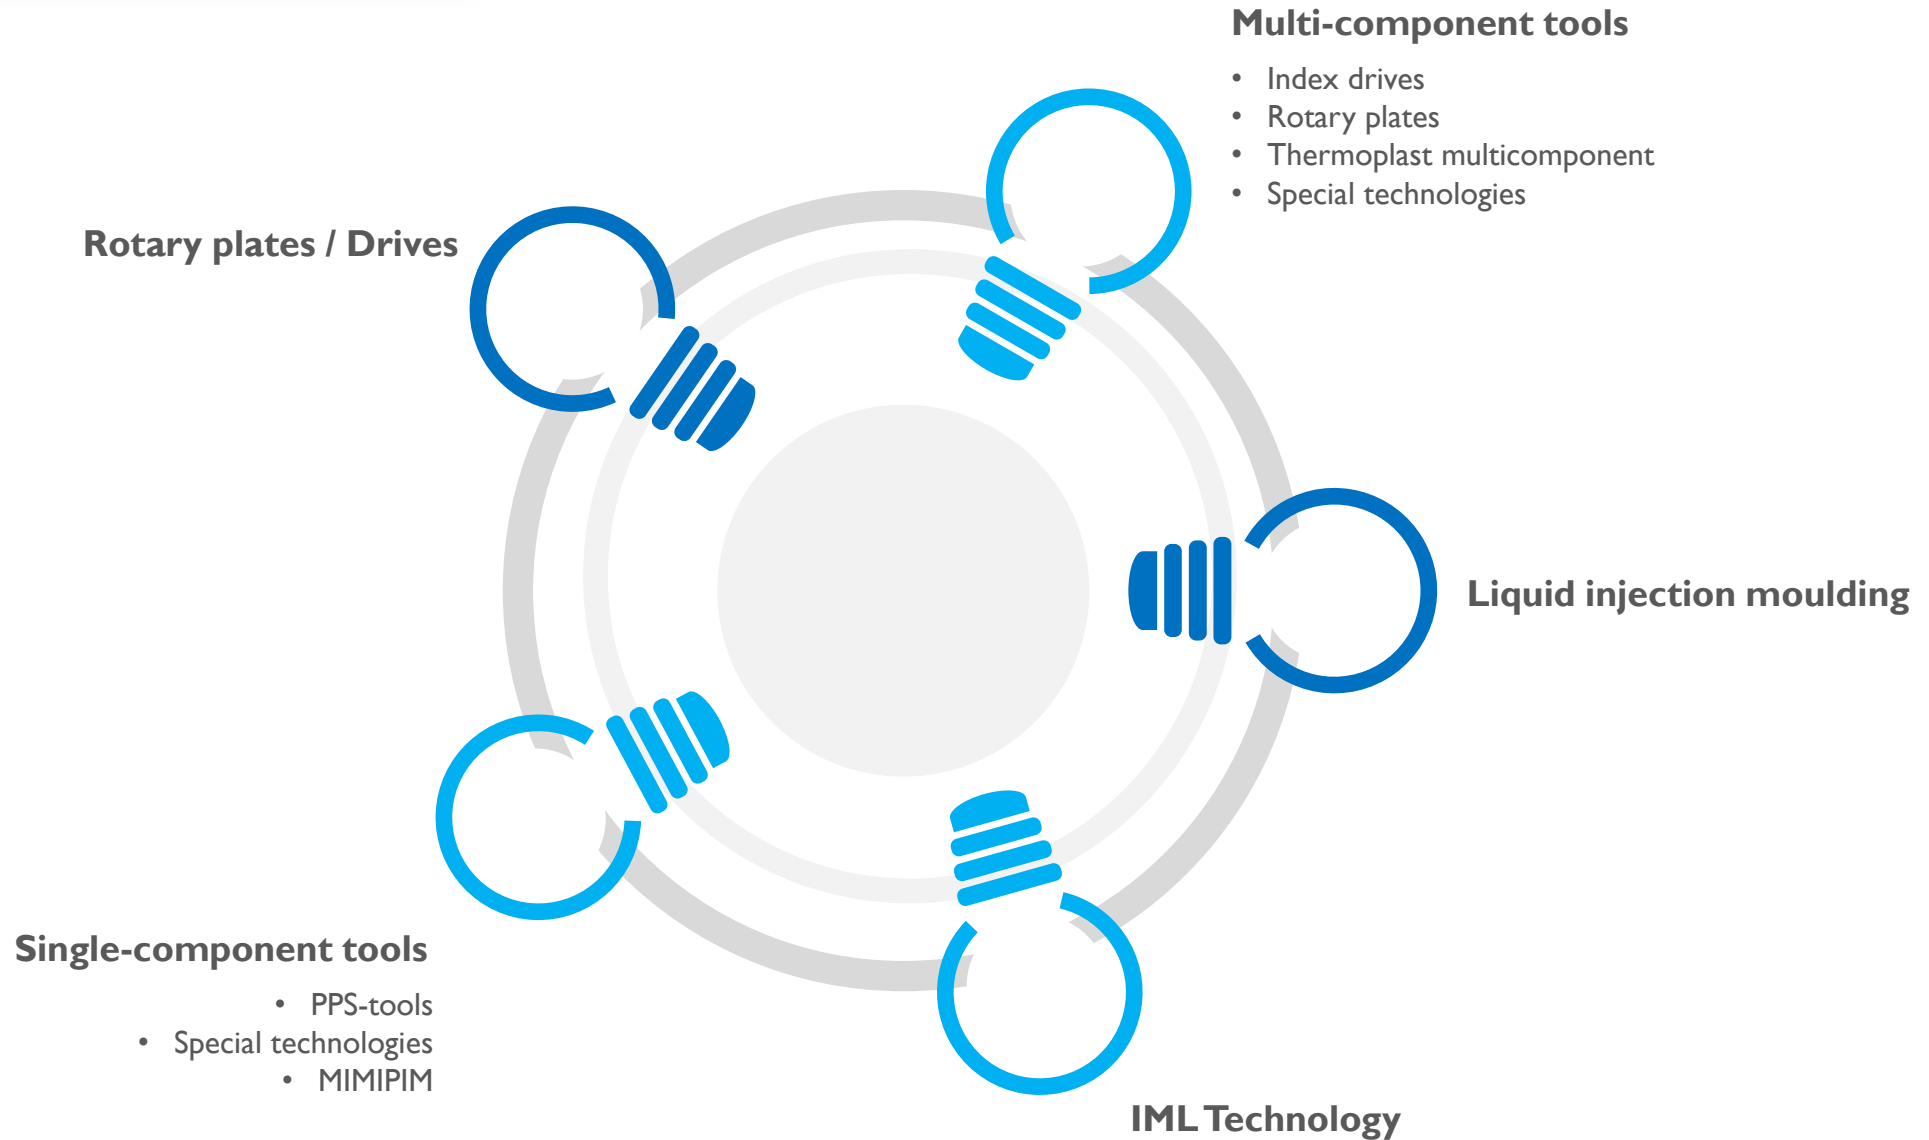 Multi-component tools
• Index drives
• Rotary plates
• Thermoplast multicomponent
• Special technologies
Rotary plates / Drives
Liquid injection moulding
Single-component tools
• PPS-tools
• Special technologies
• MIMIPIM
IML Technology